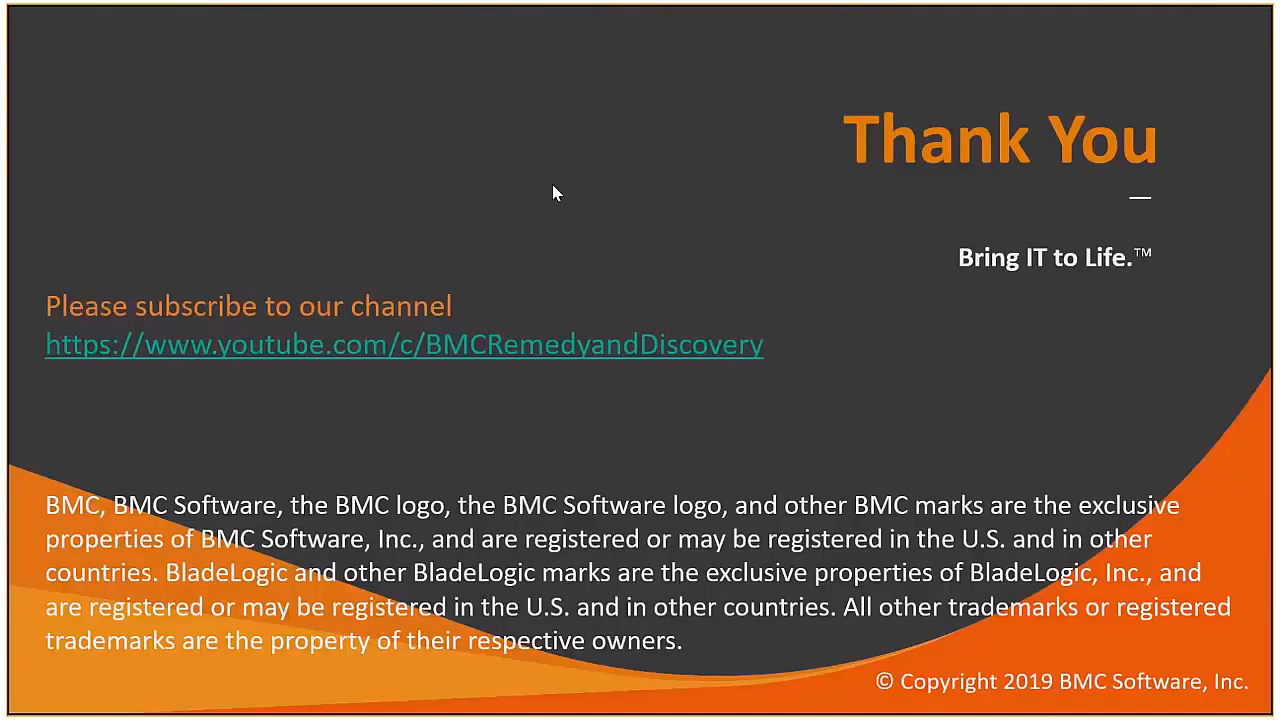 Thank You
—
Bring IT to Life.™
Please subscribe to our channel
https://www.youtube.com/c/BMCRemedyandDiscovery
BMC, BMC Software, the BMC logo, the BMC Software logo, and other BMC marks are the exclusive
properties of BMC Software, Inc., and are registered or may be registered in the U.S. and in other
countries. BladeLogic and other BladeLogic marks are the exclusive properties of BladeLogic, Inc., and
are registered or may be registered in the U.S. and in other countries. All other trademarks or registered
trademarks are the property of their respective owners.
© Copyright 2019 BMC Software, Inc.